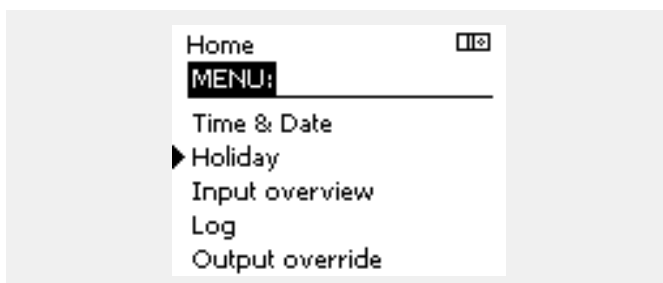 Home
MENU:
Time & Date
Holiday
Input overview
Log
Output override